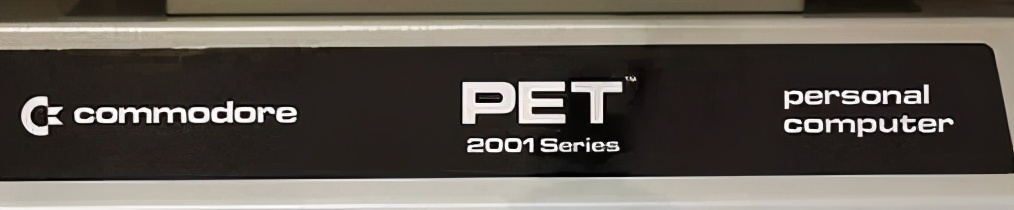 commodore
PET™
2001 Series
personal
computer